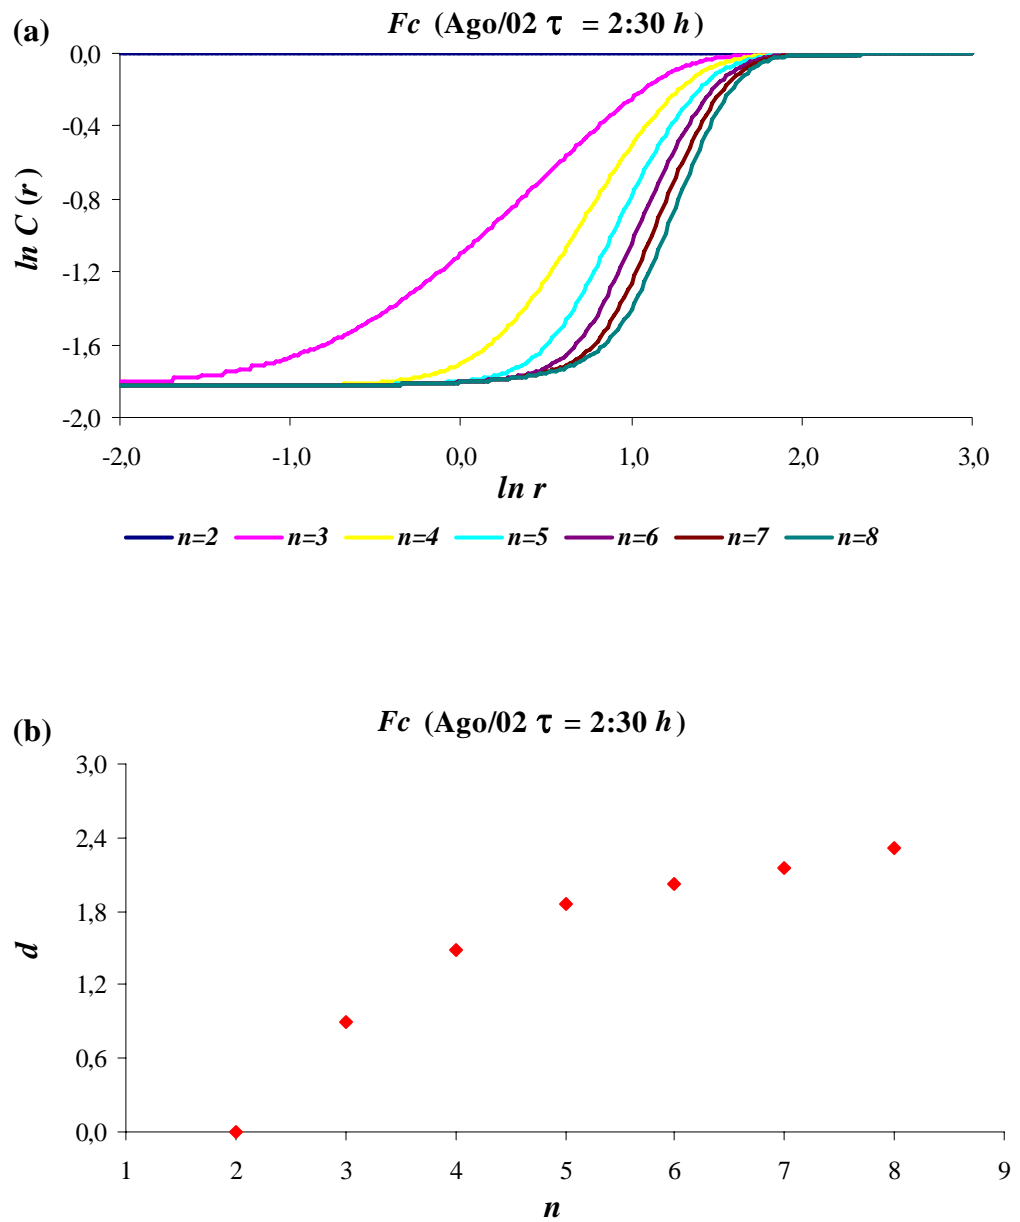 (a)
Fc (Ago/02 τ = 2:30 h)
0,0
-0,4
-0,8
-1,2
-1,6
-2,0
ln C (r)
-2,0 -1,0 0,0 1,0 2,0 3,0
ln r
n=2 n=3 n=4 n=5 n=6 n=7 n=8
(b)
Fc (Ago/02 τ = 2:30 h)
3,0
2,4
1,8
1,2
0,6
0,0
d
1 2 3 4 5 6 7 8 9
n